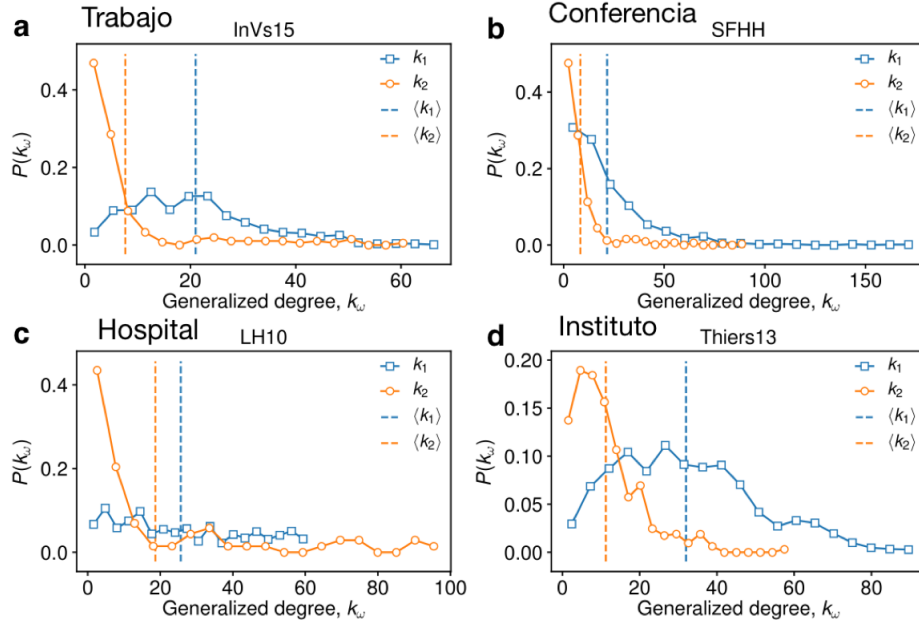 a Trabajo
InVs15
0.4
0.2
0.0
P(kω)
k₁
k₂
⟨k₁⟩
⟨k₂⟩
0 20 40 60
Generalized degree, kω
b Conferencia
SFHH
0.4
0.2
0.0
P(kω)
k₁
k₂
⟨k₁⟩
⟨k₂⟩
0 50 100 150
Generalized degree, kω
c Hospital
LH10
0.4
0.2
0.0
P(kω)
k₁
k₂
⟨k₁⟩
⟨k₂⟩
0 20 40 60 80 100
Generalized degree, kω
d Instituto
Thiers13
0.20
0.15
0.10
0.05
0.00
P(kω)
k₁
k₂
⟨k₁⟩
⟨k₂⟩
0 20 40 60 80
Generalized degree, kω